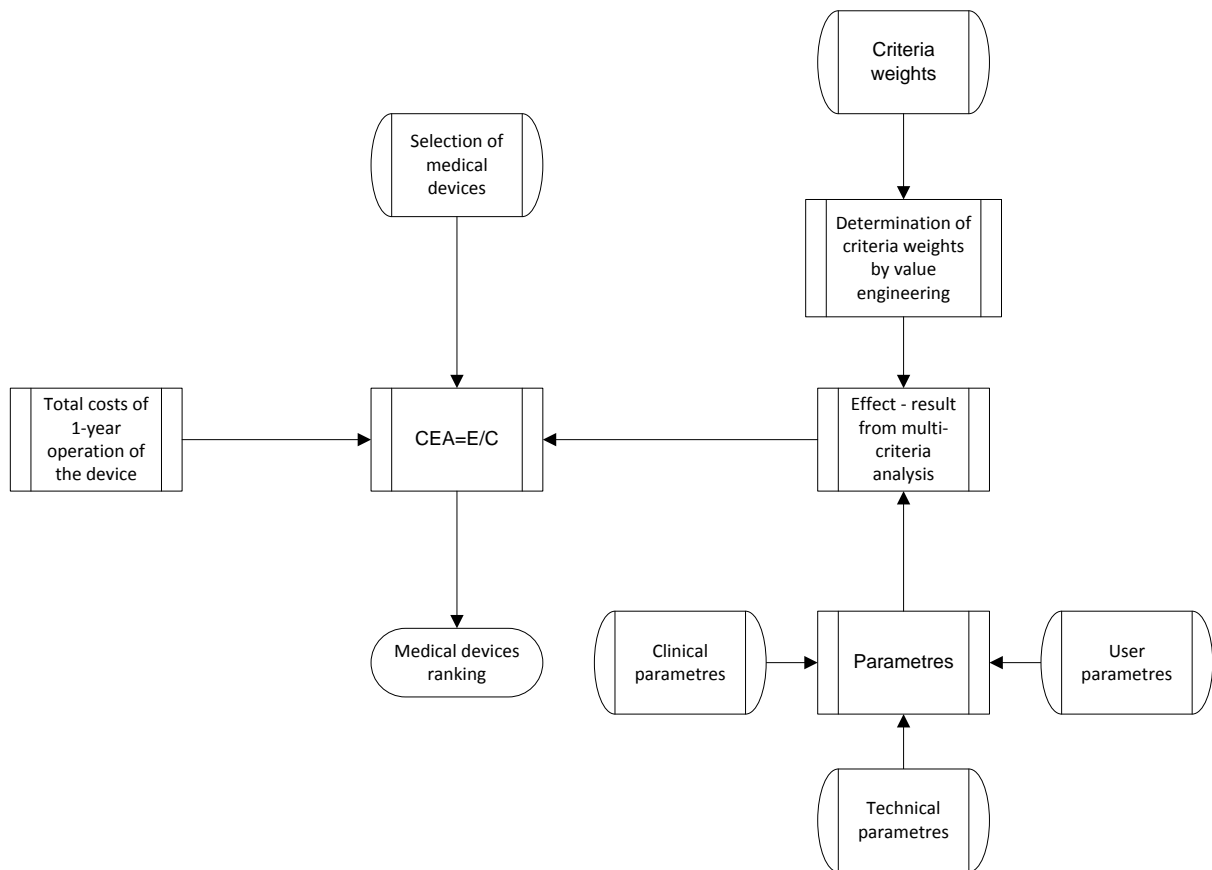 Criteria
weights
Selection of
medical
devices
Determination of
criteria weights
by value
engineering
Total costs of
1-year
operation of
the device
CEA=E/C
Effect - result
from multi-
criteria
analysis
Medical devices
ranking
Clinical
parametres
Parametres
User
parametres
Technical
parametres